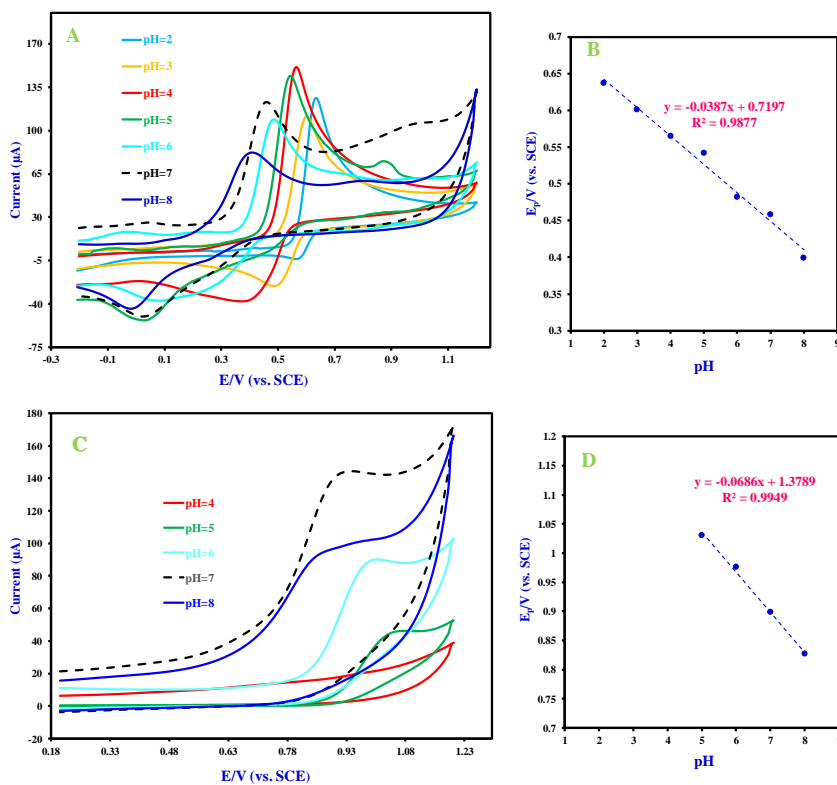 A
170
135
100
65
30
-5
-40
-75
Current (µA)
pH=2
pH=3
pH=4
pH=5
pH=6
pH=7
pH=8
-0.3
-0.1
0.1
0.3
0.5
0.7
0.9
1.1
E/V (vs. SCE)
B
0.7
0.65
0.6
0.55
0.5
0.45
0.4
0.35
0.3
Ep/V (vs. SCE)
y = -0.0387x + 0.7197
R² = 0.9877
1 2 3 4 5 6 7 8 9
pH
C
180
160
140
120
100
80
60
40
20
0
-20
Current (µA)
pH=4
pH=5
pH=6
pH=7
pH=8
0.18
0.33
0.48
0.63
0.78
0.93
1.08
1.23
E/V (vs. SCE)
D
1.2
1.15
1.1
1.05
1
0.95
0.9
0.85
0.8
0.75
0.7
Ep/V (vs. SCE)
y = -0.0686x + 1.3789
R² = 0.9949
1 2 3 4 5 6 7 8 9
pH